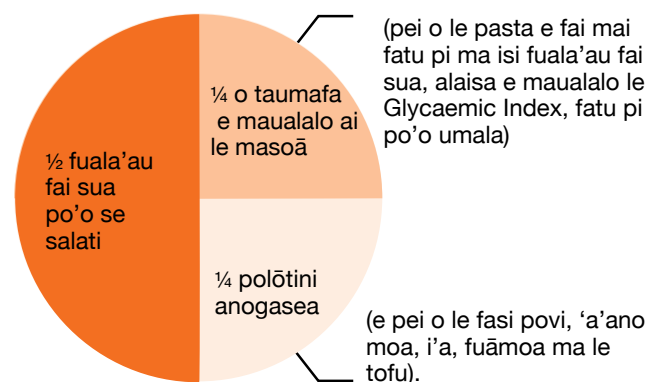 ½ fuala’au
fai sua
po’o se
salati
¼ o taumafa
e maualalo ai
le masoā
(pei o le pasta e fai mai
fatu pi ma isi fuala’au fai
sua, alaisa e maualalo le
Glycaemic Index, fatu pi
po’o umala)
¼ polōtini
anogasea
(e pei o le fasi povi, ‘a’ano
moa, i’a, fuāmoa ma le
tofu).